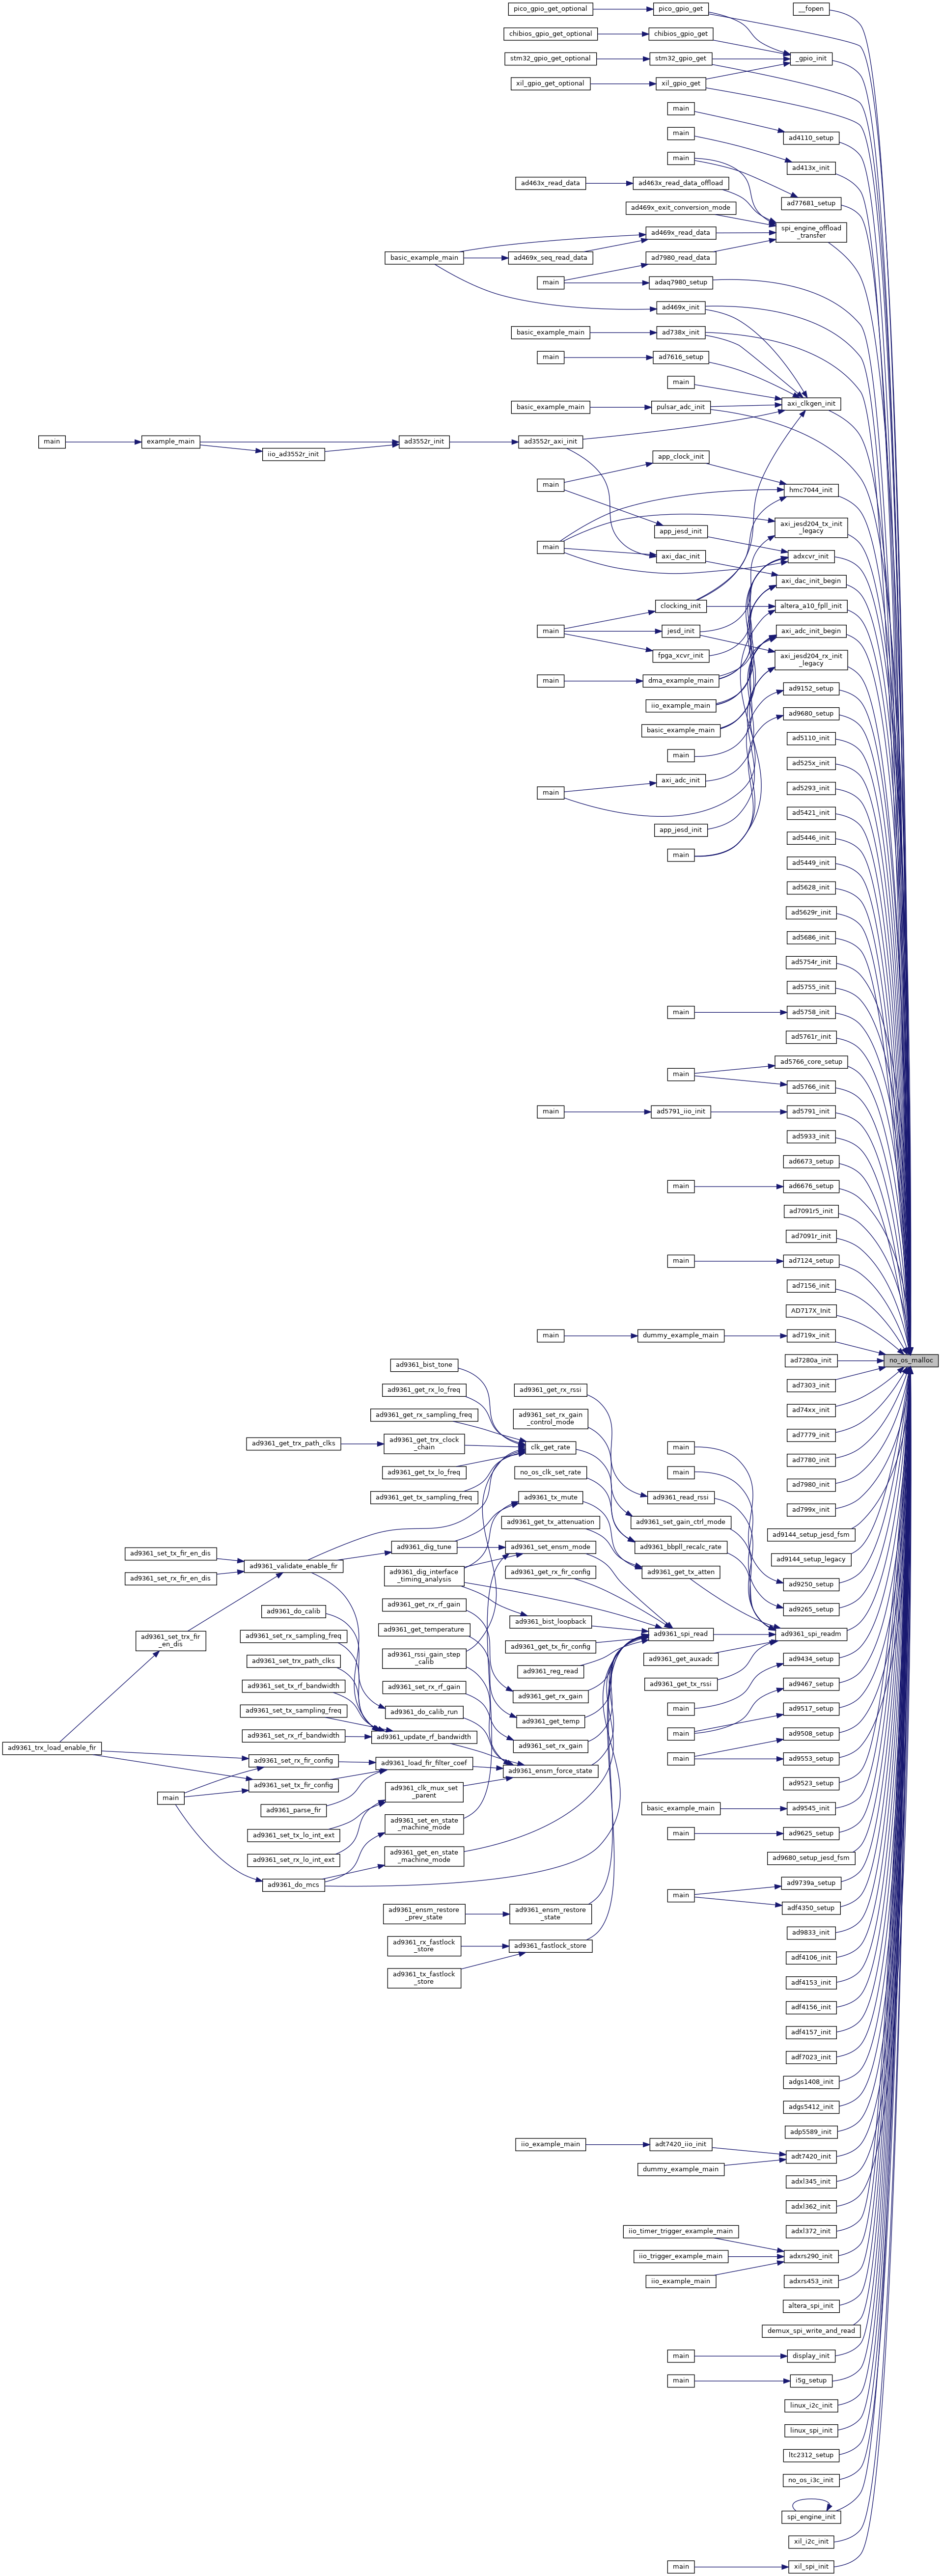 pico_gpio_get_optional
pico_gpio_get
__fopen
chibios_gpio_get_optional
chibios_gpio_get
stm32_gpio_get_optional
stm32_gpio_get
_gpio_init
xil_gpio_get_optional
xil_gpio_get
main
main
ad4110_setup
main
ad413x_init
ad463x_read_data
ad463x_read_data_offload
ad77681_setup
ad469x_exit_conversion_mode
spi_engine_offload
_transfer
ad469x_read_data
basic_example_main
ad469x_seq_read_data
ad7980_read_data
main
adaq7980_setup
ad469x_init
basic_example_main
ad738x_init
main
ad7616_setup
main
axi_clkgen_init
basic_example_main
pulsar_adc_init
main
example_main
iio_ad3552r_init
ad3552r_init
ad3552r_axi_init
app_clock_init
main
hmc7044_init
app_jesd_init
axi_jesd204_tx_init
_legacy
main
axi_dac_init
adxcvr_init
axi_dac_init_begin
clocking_init
altera_a10_fpll_init
main
jesd_init
axi_adc_init_begin
fpga_xcvr_init
axi_jesd204_rx_init
_legacy
main
dma_example_main
ad9152_setup
iio_example_main
ad9680_setup
basic_example_main
ad5110_init
main
ad525x_init
axi_adc_init
main
ad5293_init
ad5421_init
app_jesd_init
ad5446_init
main
ad5449_init
ad5628_init
ad5629r_init
ad5686_init
ad5754r_init
ad5755_init
main
ad5758_init
ad5761r_init
ad5766_core_setup
main
ad5766_init
main
ad5791_iio_init
ad5791_init
ad5933_init
ad6673_setup
main
ad6676_setup
ad7091r5_init
ad7091r_init
main
ad7124_setup
ad7156_init
AD717X_Init
main
dummy_example_main
ad719x_init
no_os_malloc
ad7280a_init
ad9361_bist_tone
ad7303_init
ad9361_get_rx_lo_freq
ad9361_get_rx_rssi
ad74xx_init
ad9361_get_rx_sampling_freq
ad9361_set_rx_gain
_control_mode
ad7779_init
ad9361_get_trx_path_clks
ad9361_get_trx_clock
_chain
clk_get_rate
main
ad7780_init
ad9361_get_tx_lo_freq
no_os_clk_set_rate
main
ad7980_init
ad9361_get_tx_sampling_freq
ad9361_tx_mute
ad9361_read_rssi
ad799x_init
ad9361_get_tx_attenuation
ad9361_set_gain_ctrl_mode
ad9144_setup_jesd_fsm
ad9361_set_tx_fir_en_dis
ad9361_dig_tune
ad9361_set_ensm_mode
ad9361_bbpll_recalc_rate
ad9144_setup_legacy
ad9361_validate_enable_fir
ad9361_set_rx_fir_en_dis
ad9361_dig_interface
_timing_analysis
ad9361_get_rx_fir_config
ad9361_get_tx_atten
ad9250_setup
ad9361_get_rx_rf_gain
ad9265_setup
ad9361_do_calib
ad9361_bist_loopback
ad9361_get_temperature
ad9361_set_rx_sampling_freq
ad9361_spi_read
ad9361_spi_readm
ad9361_set_trx_fir
_en_dis
ad9361_rssi_gain_step
_calib
ad9361_get_tx_fir_config
ad9361_set_trx_path_clks
ad9361_get_auxadc
ad9434_setup
ad9361_reg_read
ad9361_set_tx_rf_bandwidth
ad9361_set_rx_rf_gain
ad9361_get_tx_rssi
ad9467_setup
ad9361_get_rx_gain
ad9361_set_tx_sampling_freq
ad9361_do_calib_run
main
ad9517_setup
ad9361_get_temp
ad9361_set_rx_rf_bandwidth
ad9361_update_rf_bandwidth
main
ad9508_setup
ad9361_trx_load_enable_fir
ad9361_set_rx_gain
ad9361_set_rx_fir_config
ad9361_load_fir_filter_coef
main
ad9553_setup
ad9361_ensm_force_state
ad9361_set_tx_fir_config
ad9361_clk_mux_set
_parent
ad9523_setup
main
ad9361_parse_fir
basic_example_main
ad9545_init
ad9361_set_en_state
_machine_mode
ad9361_set_tx_lo_int_ext
main
ad9625_setup
ad9361_set_rx_lo_int_ext
ad9361_get_en_state
_machine_mode
ad9680_setup_jesd_fsm
ad9361_do_mcs
ad9739a_setup
main
ad9361_ensm_restore
_prev_state
ad9361_ensm_restore
_state
adf4350_setup
ad9833_init
ad9361_rx_fastlock
_store
ad9361_fastlock_store
adf4106_init
ad9361_tx_fastlock
_store
adf4153_init
adf4156_init
adf4157_init
adf7023_init
adgs1408_init
adgs5412_init
adp5589_init
iio_example_main
adt7420_iio_init
adt7420_init
dummy_example_main
adxl345_init
adxl362_init
adxl372_init
iio_timer_trigger_example_main
iio_trigger_example_main
adxrs290_init
iio_example_main
adxrs453_init
altera_spi_init
demux_spi_write_and_read
main
display_init
main
i5g_setup
linux_i2c_init
linux_spi_init
ltc2312_setup
no_os_i3c_init
spi_engine_init
xil_i2c_init
main
xil_spi_init